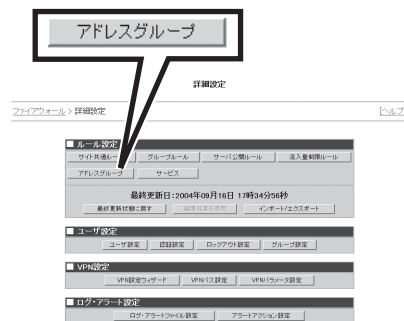 アドレスグループ
詳細設定
ファイアウォール > 詳細設定
[ヘルプ
■ ルール設定
サイト共通ルー グループルール サーバ公開ルール 流入量制限ルール
アドレスグループ サービス
最終更新日:2004年09月16日 17時34分56秒
最終更新状態に戻す 編集結果を適用 インポート/エクスポート
■ ユーザ設定
ユーザ設定 認証設定 ロックアウト設定 グループ設定
■ VPN設定
VPN設定ウィザード VPNパス設定 VPNパラメータ設定
■ ログ・アラート設定
ログ・アラートファイル設定 アラートアクション設定